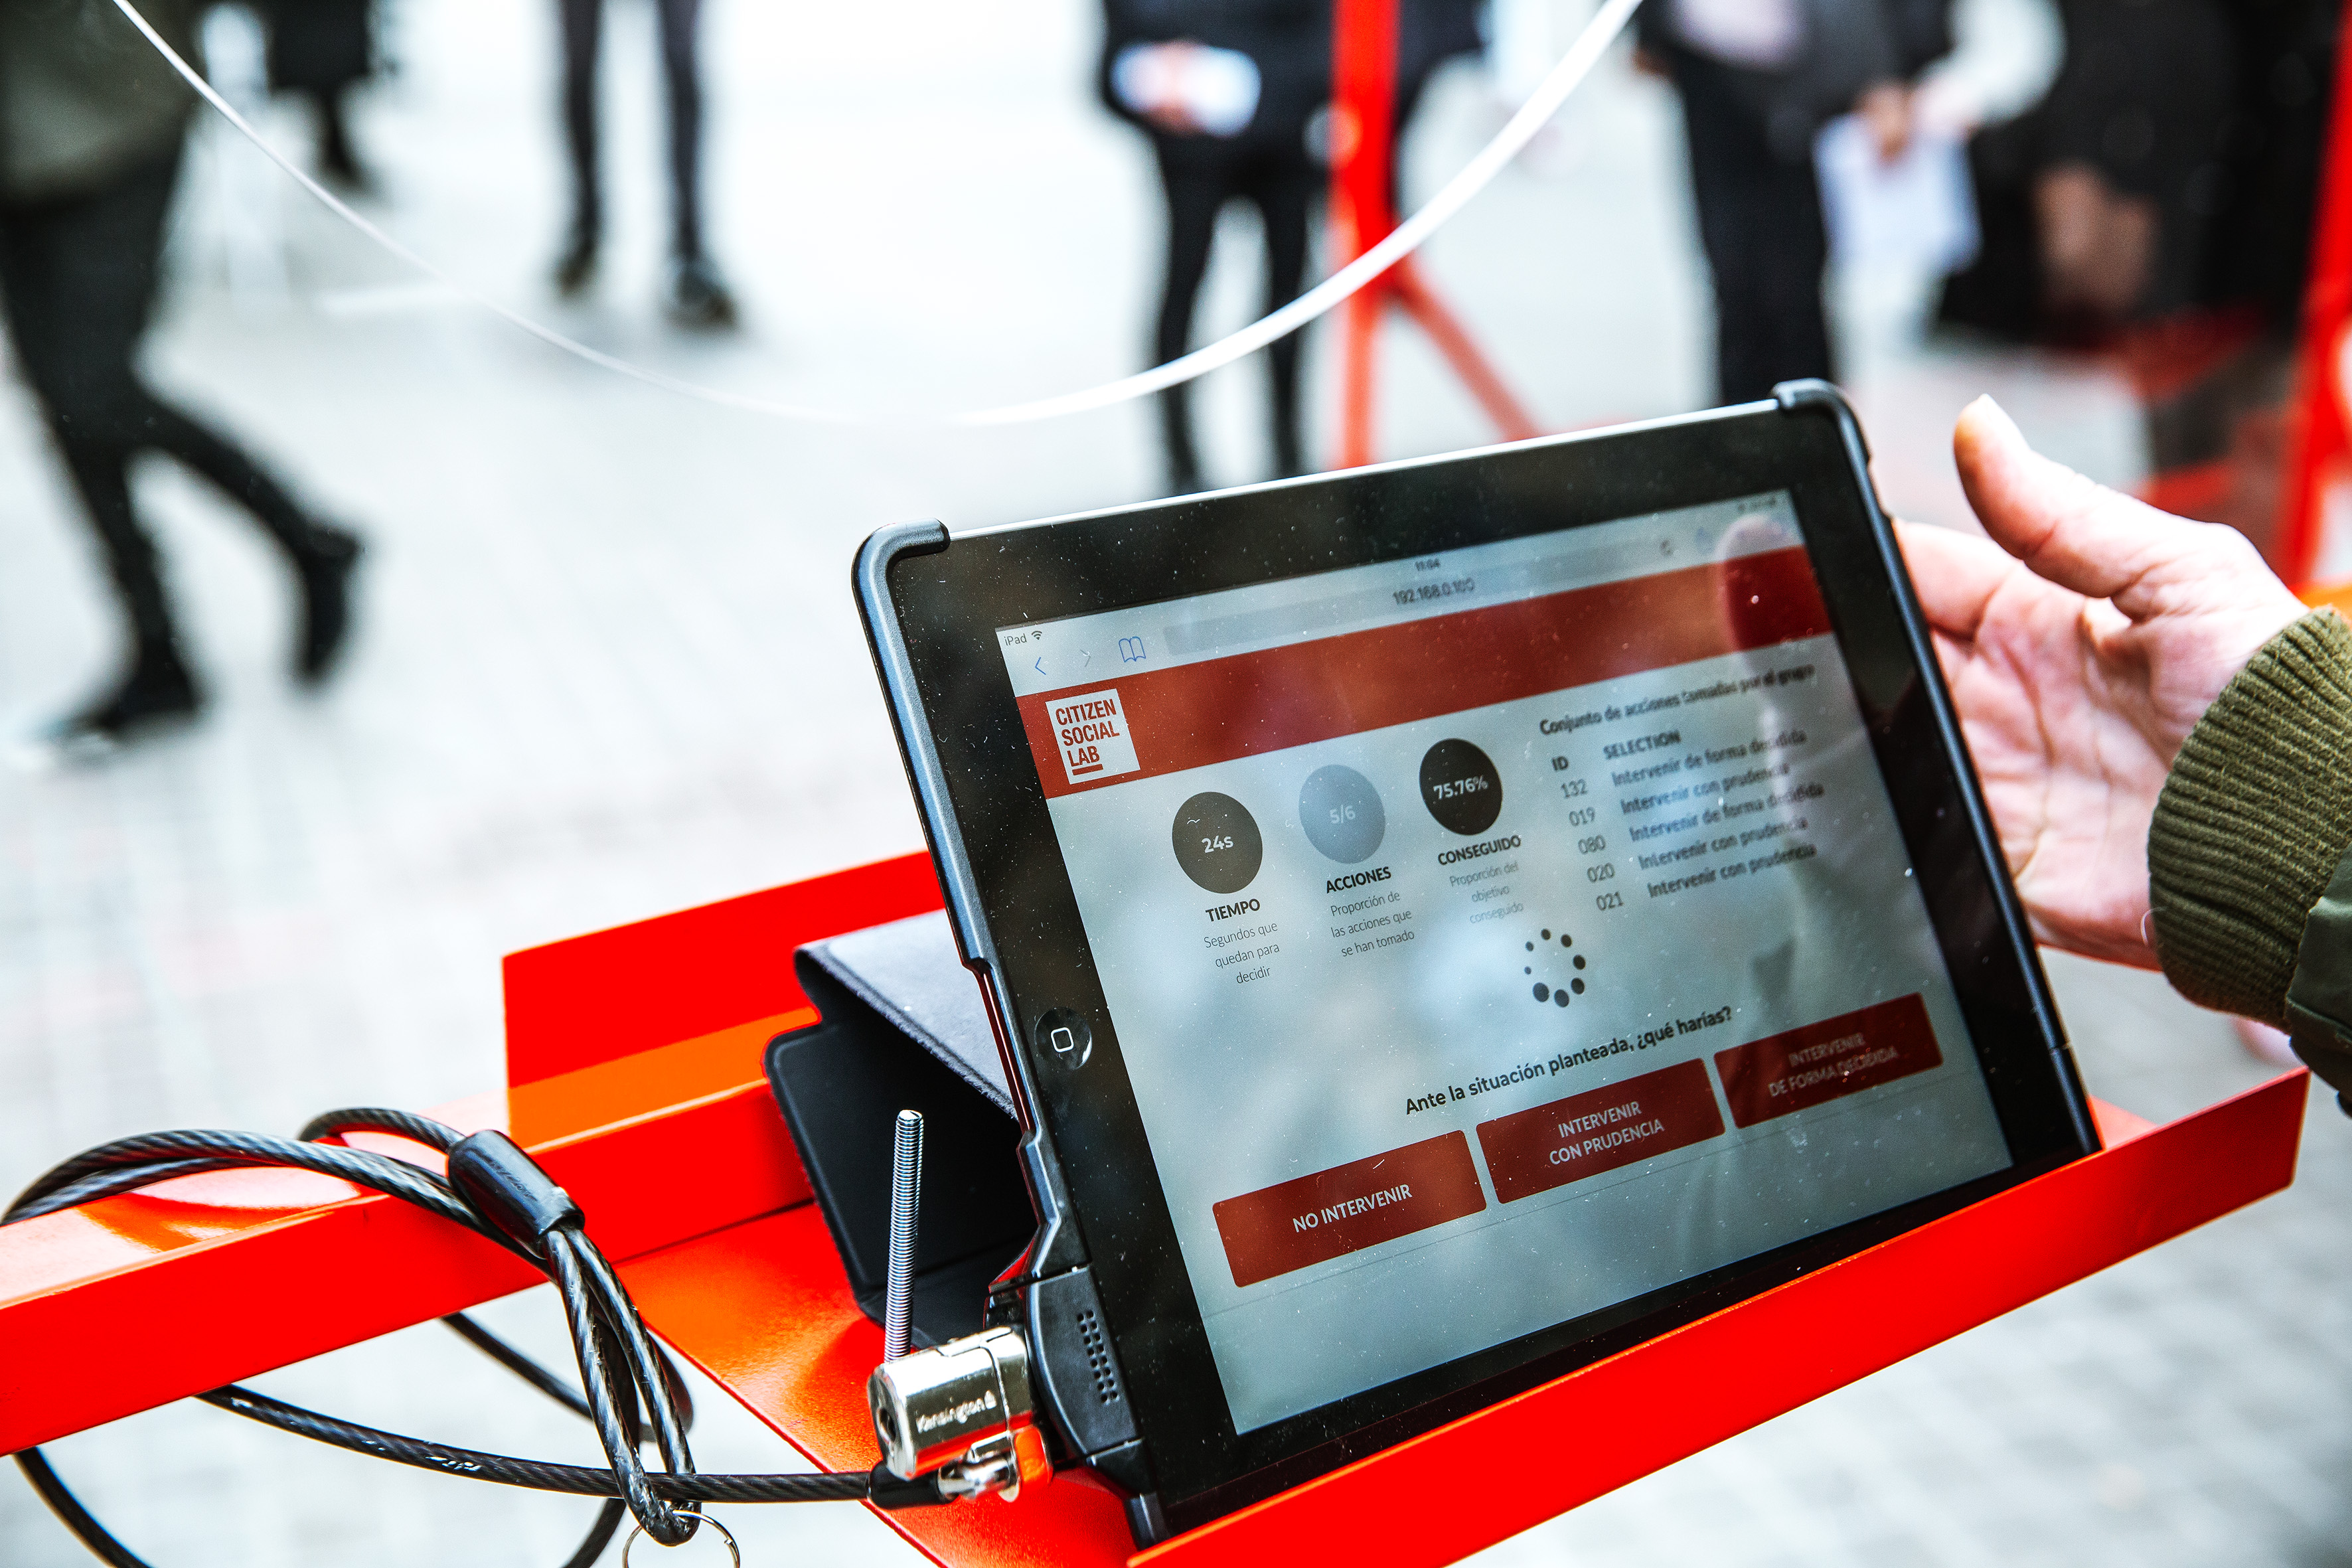 11:04
iPad
192.168.0.100
CITIZEN
SOCIAL
LAB
24s
TIEMPO
Segundos que
quedan para
decidir
5/6
ACCIONES
Proporción de
las acciones que
se han tomado
75.76%
CONSEGUIDO
Proporción del
objetivo
conseguido
Conjunto de acciones tomadas por el grupo
ID SELECTION
132 Intervenir de forma decidida
019 Intervenir con prudencia
080 Intervenir de forma decidida
020 Intervenir con prudencia
021 Intervenir con prudencia
Ante la situación planteada, ¿qué harías?
NO INTERVENIR
INTERVENIR
CON PRUDENCIA
INTERVENIR
DE FORMA DECIDIDA
Kensington